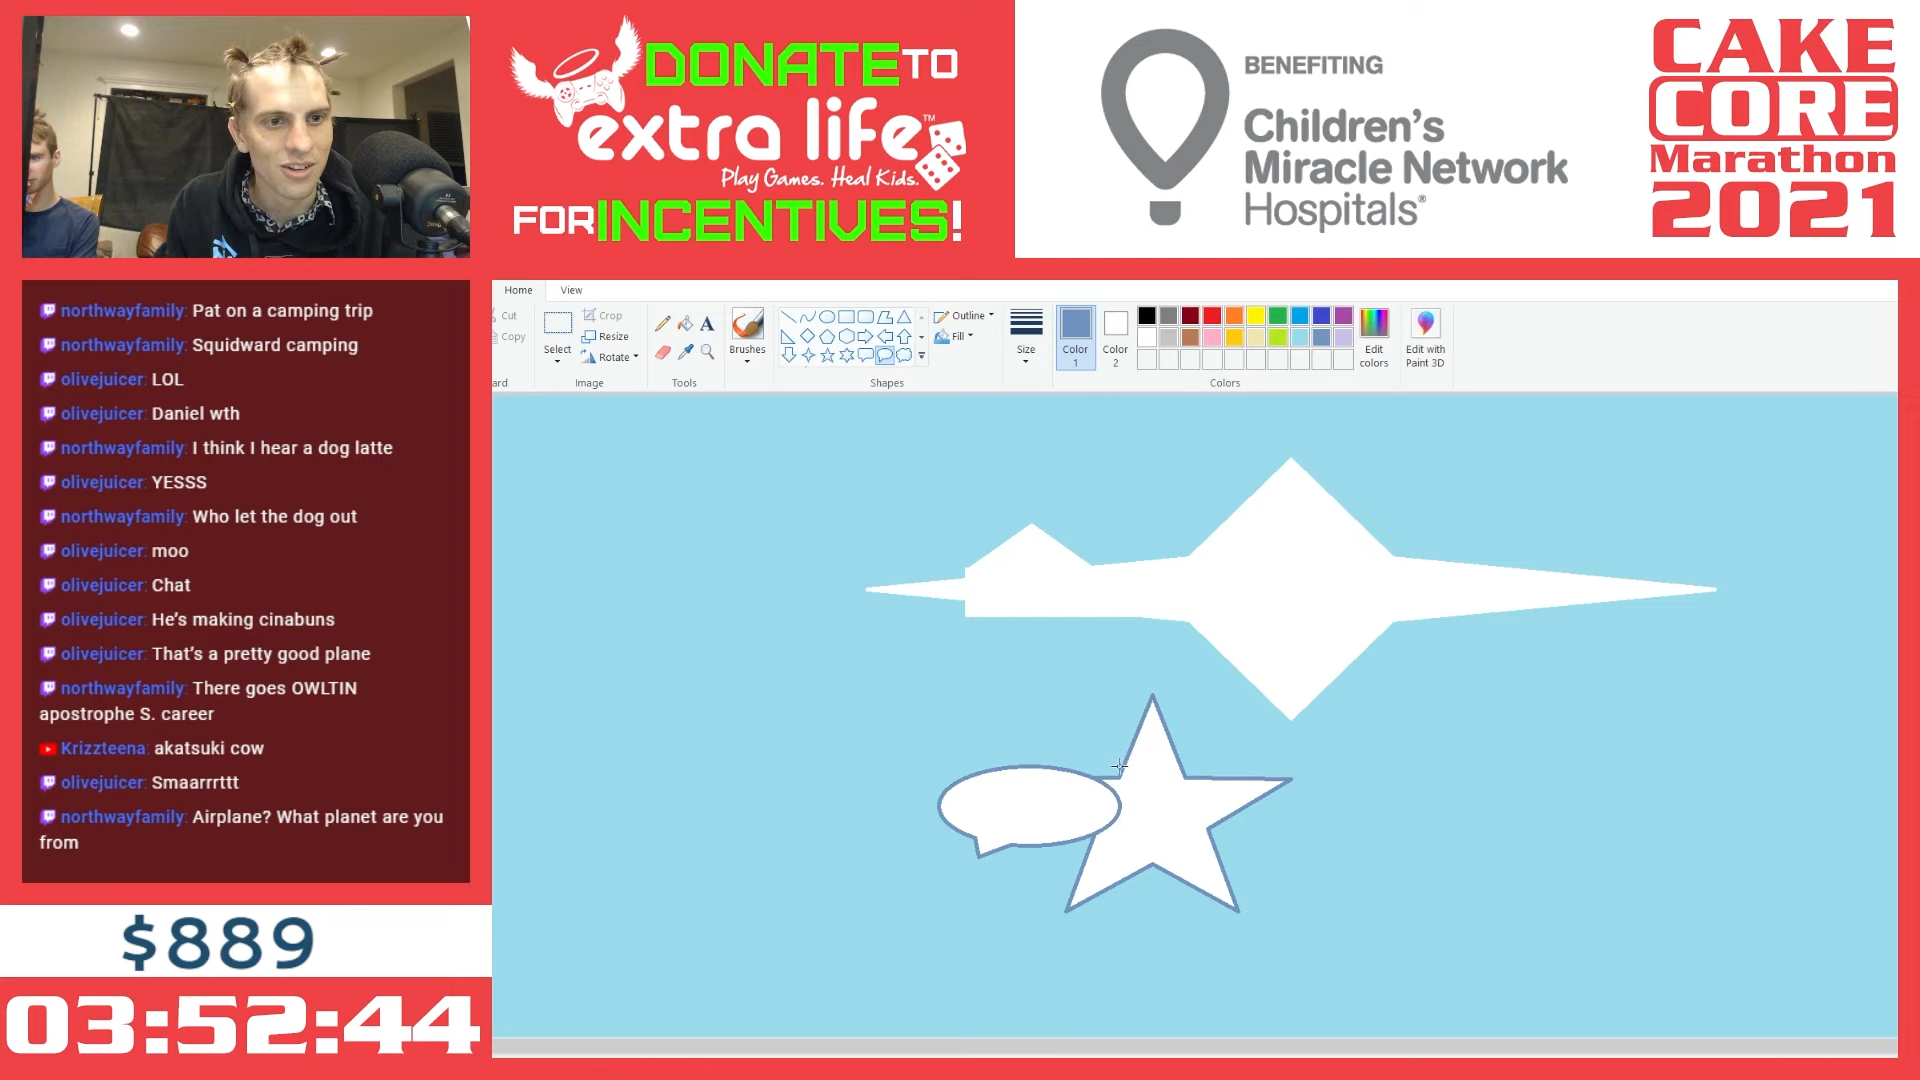 DONATE TO
extra life™
Play Games. Heal Kids.
FOR INCENTIVES!
BENEFITING
Children's
Miracle Network
Hospitals®
CAKE
CORE
Marathon
2021
northwayfamily: Pat on a camping trip
northwayfamily: Squidward camping
olivejuicer: LOL
olivejuicer: Daniel wth
northwayfamily: I think I hear a dog latte
olivejuicer: YESSS
northwayfamily: Who let the dog out
olivejuicer: moo
olivejuicer: Chat
olivejuicer: He's making cinabuns
olivejuicer: That's a pretty good plane
northwayfamily: There goes OWLTIN
apostrophe S. career
Krizzteena: akatsuki cow
olivejuicer: Smaarrrttt
northwayfamily: Airplane? What planet are you
from
$889
03:52:44
Home View
Cut
Copy
ard
Select
Crop
Resize
Rotate
Image
A
Tools
Brushes
Outline
Fill
Shapes
Size
Color
1
Color
2
Edit
colors
Edit with
Paint 3D
Colors